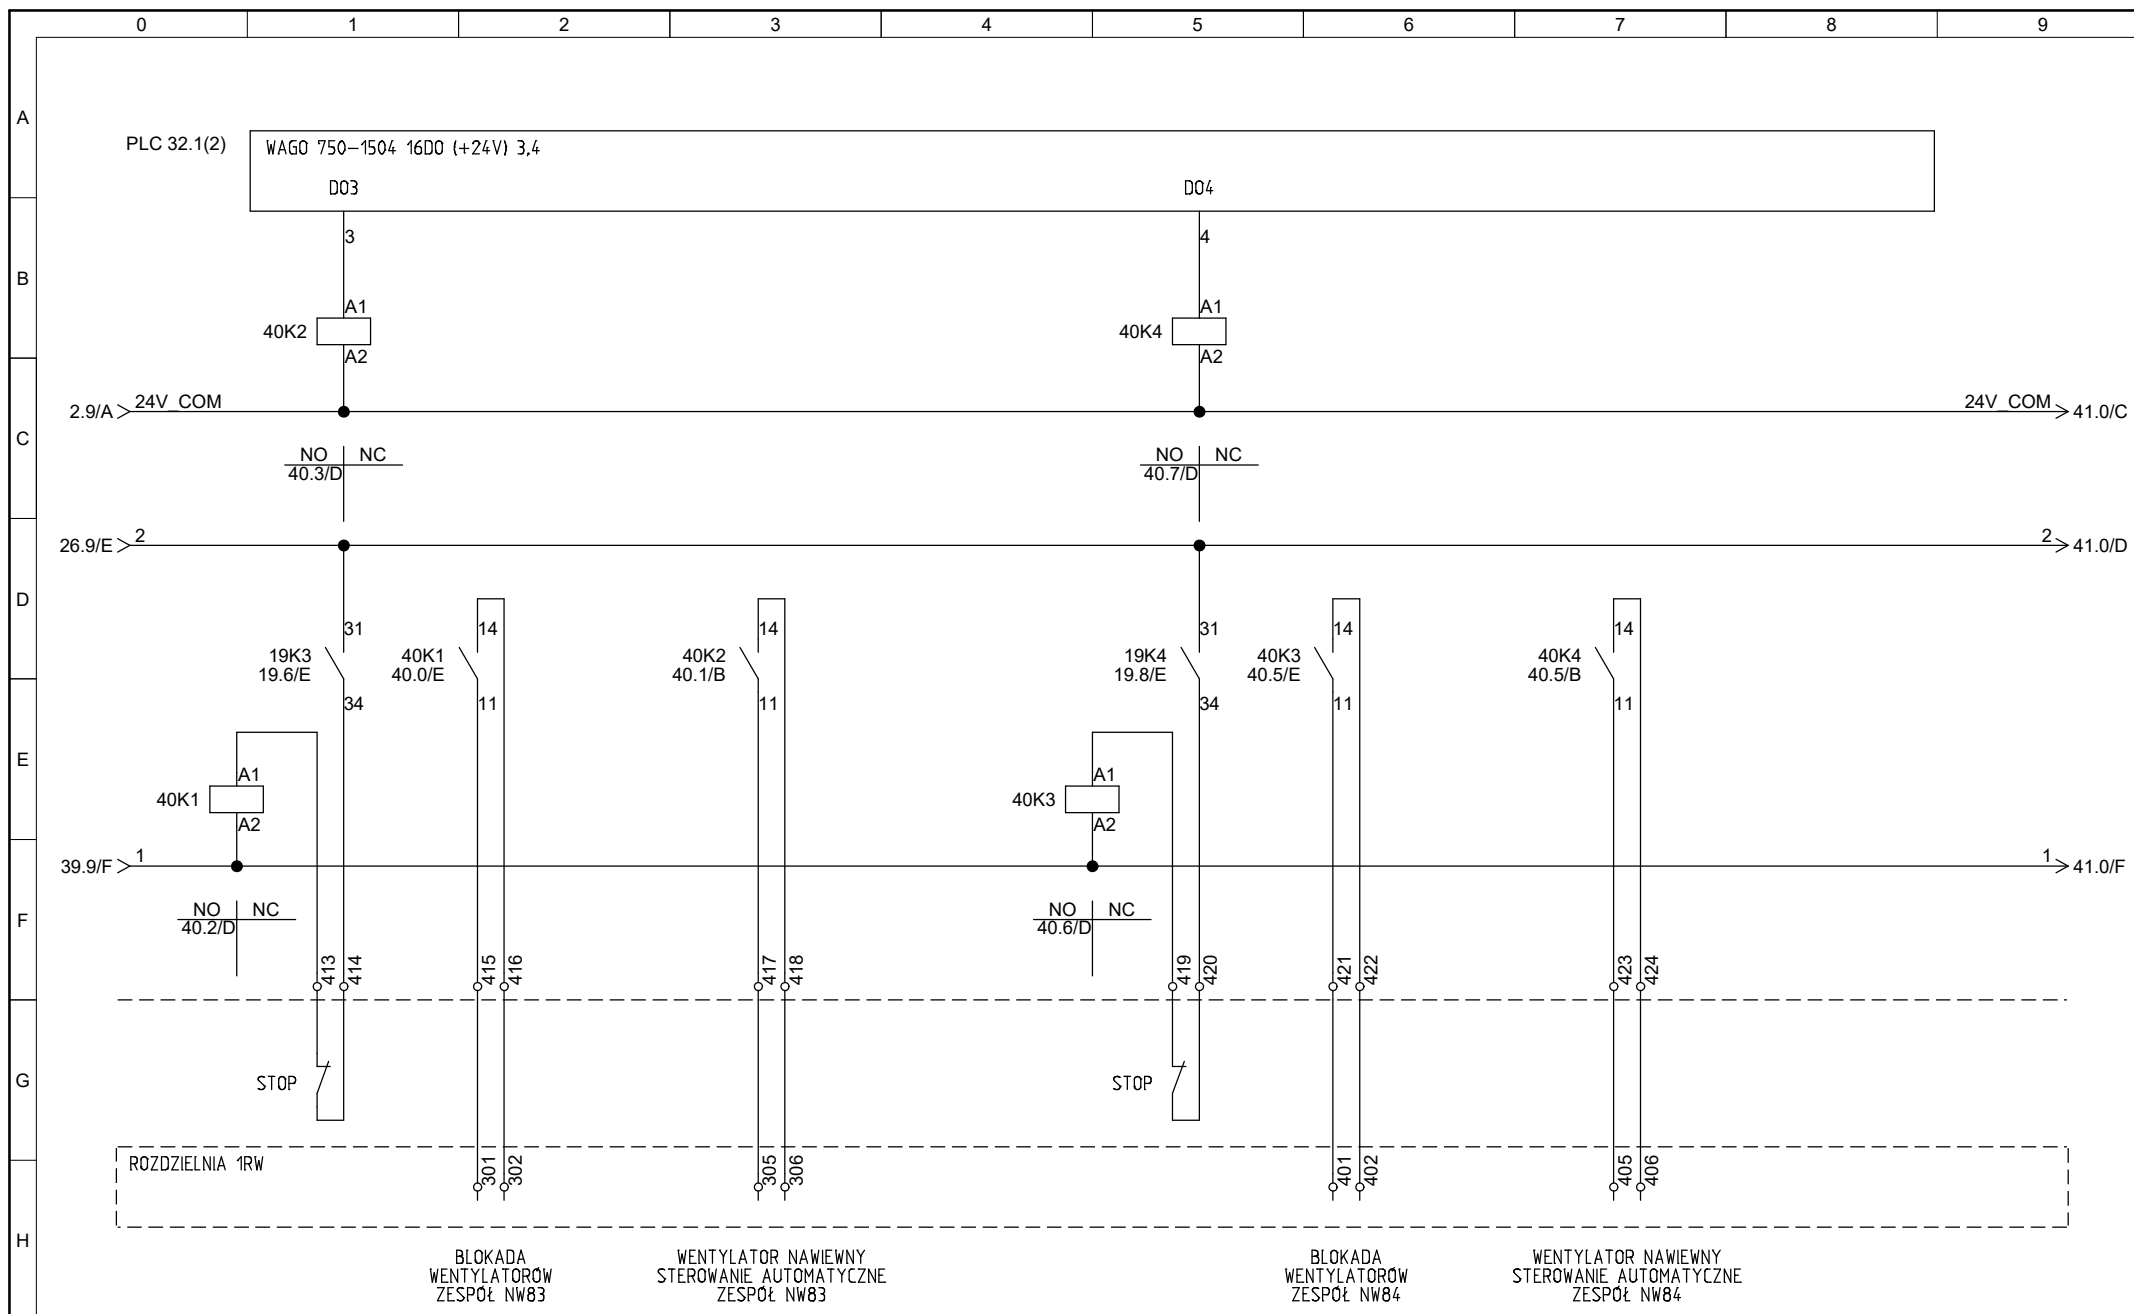 0 1 2 3 4 5 6 7 8 9
A
PLC 32.1(2) WAGO 750-1504 16DO (+24V) 3,4
DO3 DO4
3 4
B
A1 A1
40K2 40K4
A2 A2
2.9/A 24V_COM 24V_COM 41.0/C
C
NO NC NO NC
40.3/D 40.7/D
26.9/E 2 2 41.0/D
D
31 14 14 31 14 14
19K3 40K1 40K2 19K4 40K3 40K4
19.6/E 40.0/E 40.1/B 19.8/E 40.5/E 40.5/B
34 11 11 34 11 11
E
A1 A1
40K1 40K3
A2 A2
39.9/F 1 1 41.0/F
F
NO NC NO NC
40.2/D 40.6/D
413 414 415 416 417 418 419 420 421 422 423 424
G
STOP STOP
ROZDZIELNIA 1RW
301 302 305 306 401 402 405 406
H
BLOKADA
WENTYLATORÓW
ZESPÓŁ NW83
WENTYLATOR NAWIEWNY
STEROWANIE AUTOMATYCZNE
ZESPÓŁ NW83
BLOKADA
WENTYLATORÓW
ZESPÓŁ NW84
WENTYLATOR NAWIEWNY
STEROWANIE AUTOMATYCZNE
ZESPÓŁ NW84